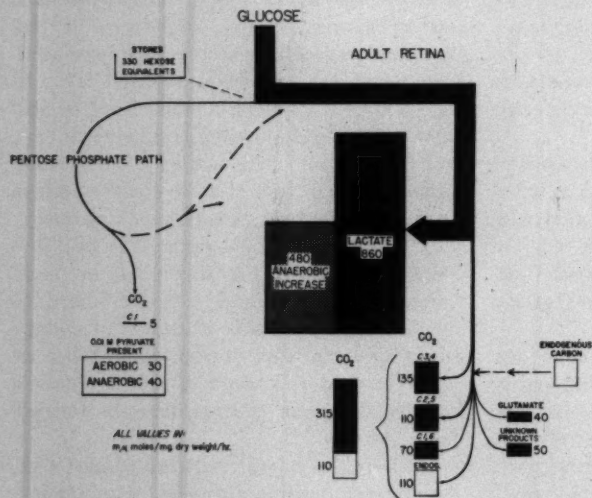 GLUCOSE
ADULT RETINA
STORES
330 HEXOSE
EQUIVALENTS
PENTOSE PHOSPHATE PATH
LACTATE
860
480
ANAEROBIC
INCREASE
CO2
C1
5
0.01 M PYRUVATE
PRESENT
AEROBIC 30
ANAEROBIC 40
ALL VALUES IN:
mμ moles/mg. dry weight/hr.
CO2
315
110
CO2
C3,4
135
C2,5
110
C1,6
70
ENDOG.
110
ENDOGENOUS
CARBON
GLUTAMATE
40
UNKNOWN
PRODUCTS
50